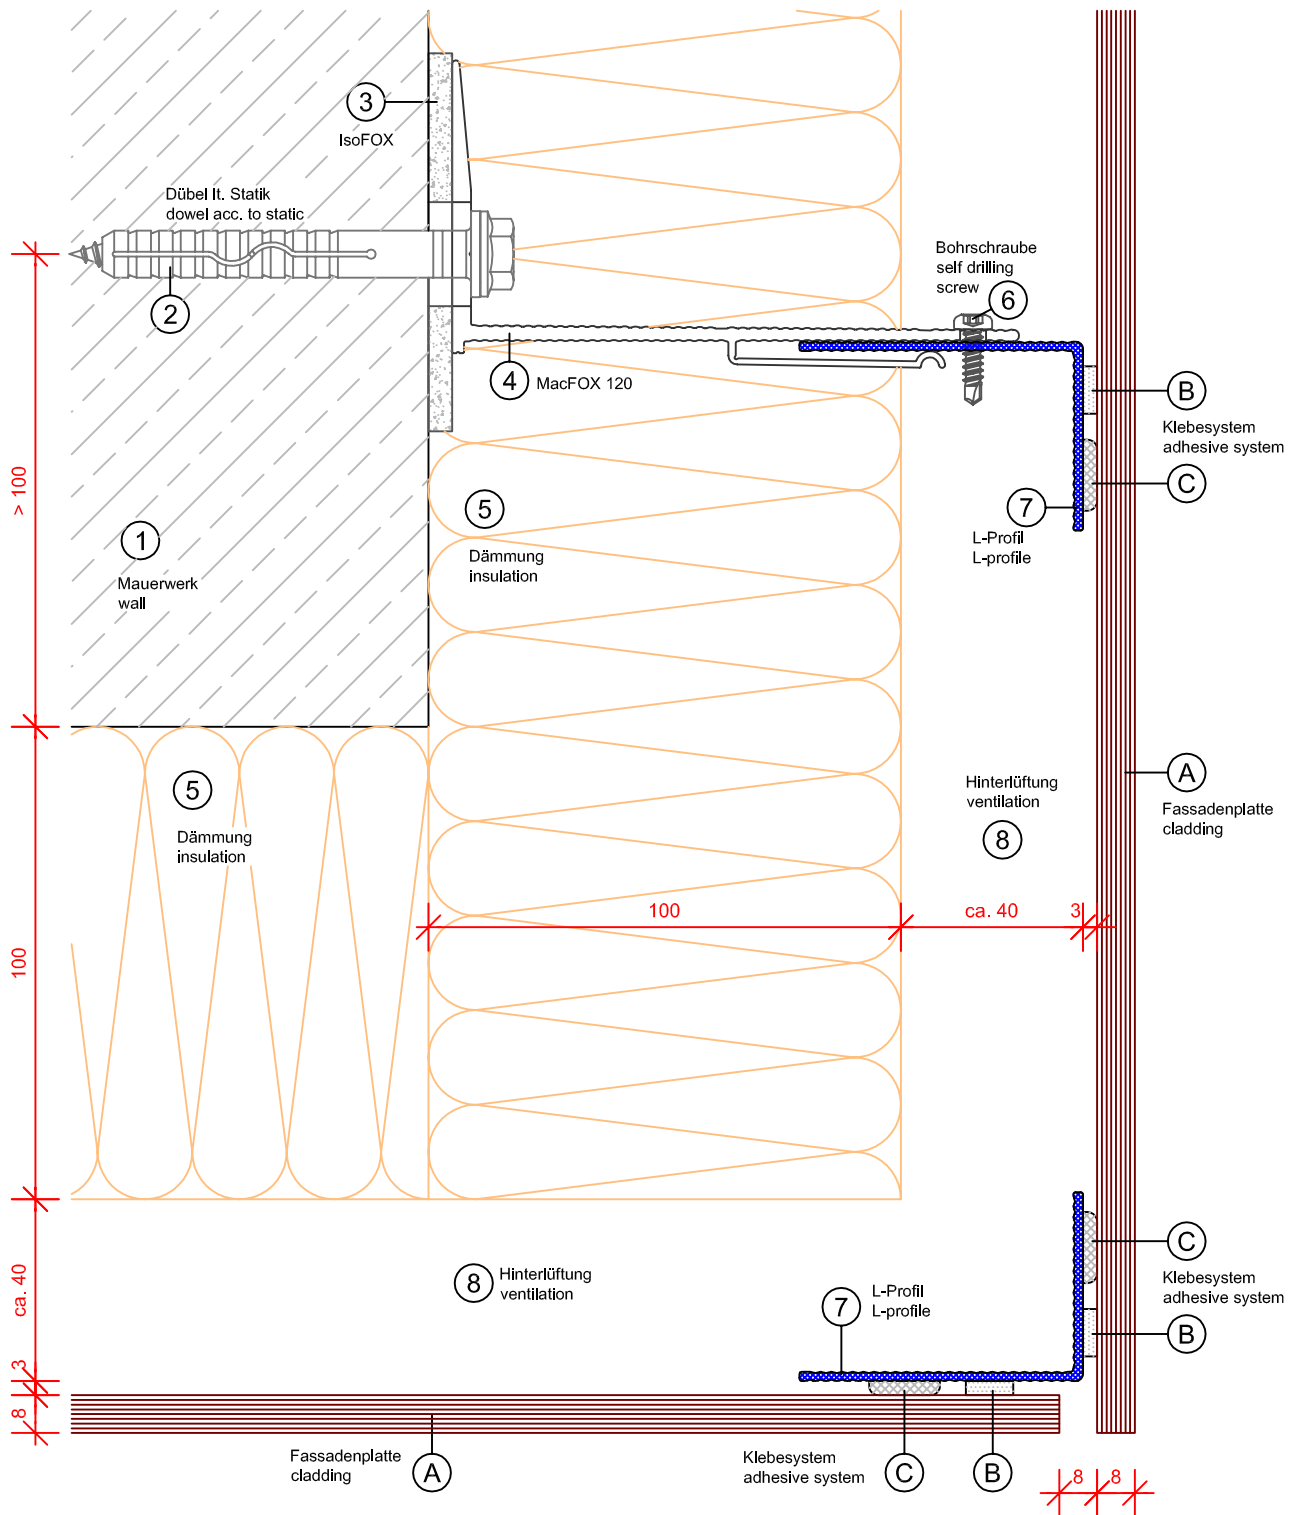 3
IsoFOX
Dübel lt. Statik
dowel acc. to static
2
Bohrschraube
self drilling
screw
6
4
MacFOX 120
B
Klebesystem
adhesive system
C
> 100
5
Dämmung
insulation
7
L-Profil
L-profile
1
Mauerwerk
wall
5
Dämmung
insulation
Hinterlüftung
ventilation
8
A
Fassadenplatte
cladding
100
ca. 40
3
100
C
Klebesystem
adhesive system
B
ca. 40
8
Hinterlüftung
ventilation
7
L-Profil
L-profile
3
8
Fassadenplatte
cladding
A
Klebesystem
adhesive system
C
B
8
8